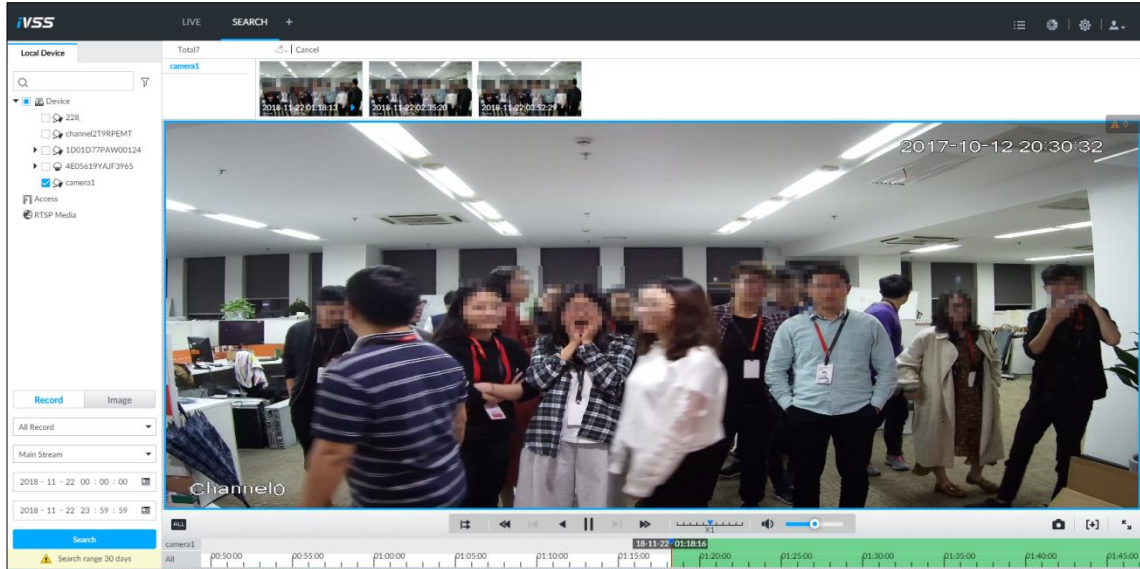 iVSS
LIVE
SEARCH
+
Local Device
Total7
Cancel
camera1
2018-11-22 01:18:13
2018-11-22 02:35:20
2018-11-22 03:52:29
Device
228
channel2T9RPEMT
1D01D77PAW00124
4E05619YAJF3965
camera1
Access
RTSP Media
0
2017-10-12 20:30:32
Channel0
Record
Image
All Record
Main Stream
2018 - 11 - 22 00 : 00 : 00
2018 - 11 - 22 23 : 59 : 59
Search
Search range 30 days
ALL
X1
camera1
18-11-22 01:18:16
All
00:50:00
00:55:00
01:00:00
01:05:00
01:10:00
01:15:00
01:20:00
01:25:00
01:30:00
01:35:00
01:40:00
01:45:00